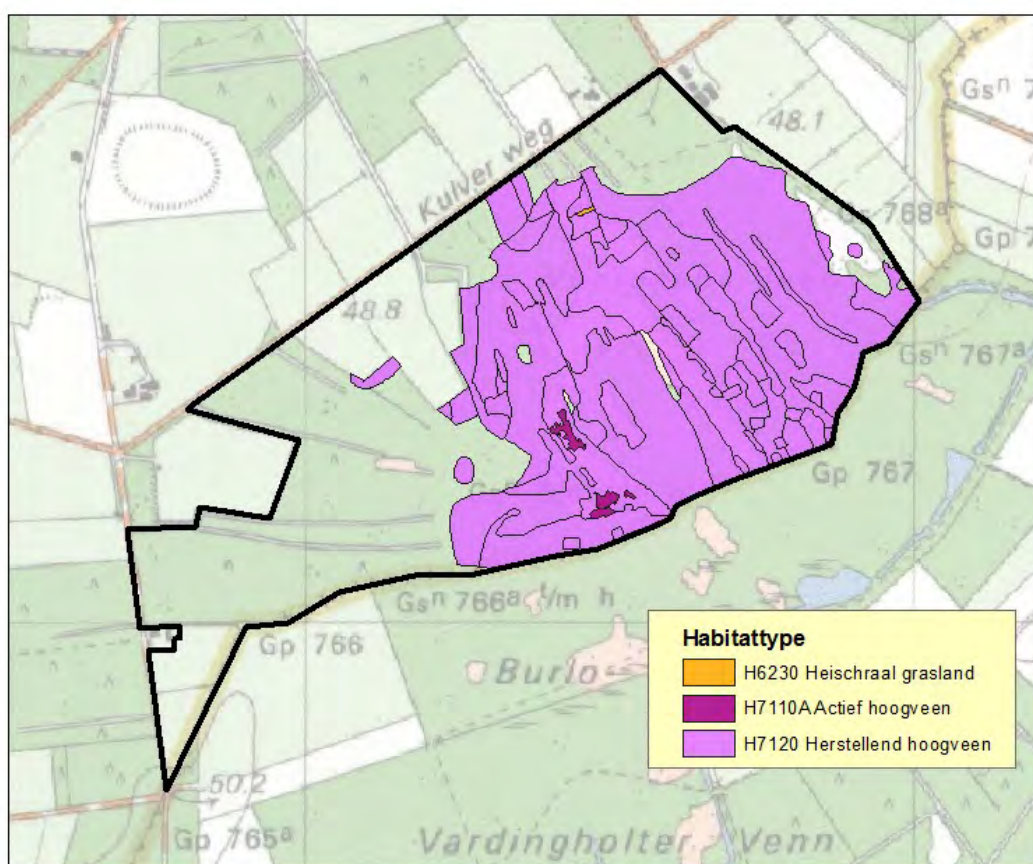 Gsⁿ 7
48.1
Kulver weg
768ª
Gp 7
48.8
Gsⁿ 767ª
Gp 767
Gsⁿ 766ª t/m h
Gp 766
Burlo
50.2
Gp 765ª
Vardingholter Venn
Habitattype
H6230 Heischraal grasland
H7110A Actief hoogveen
H7120 Herstellend hoogveen